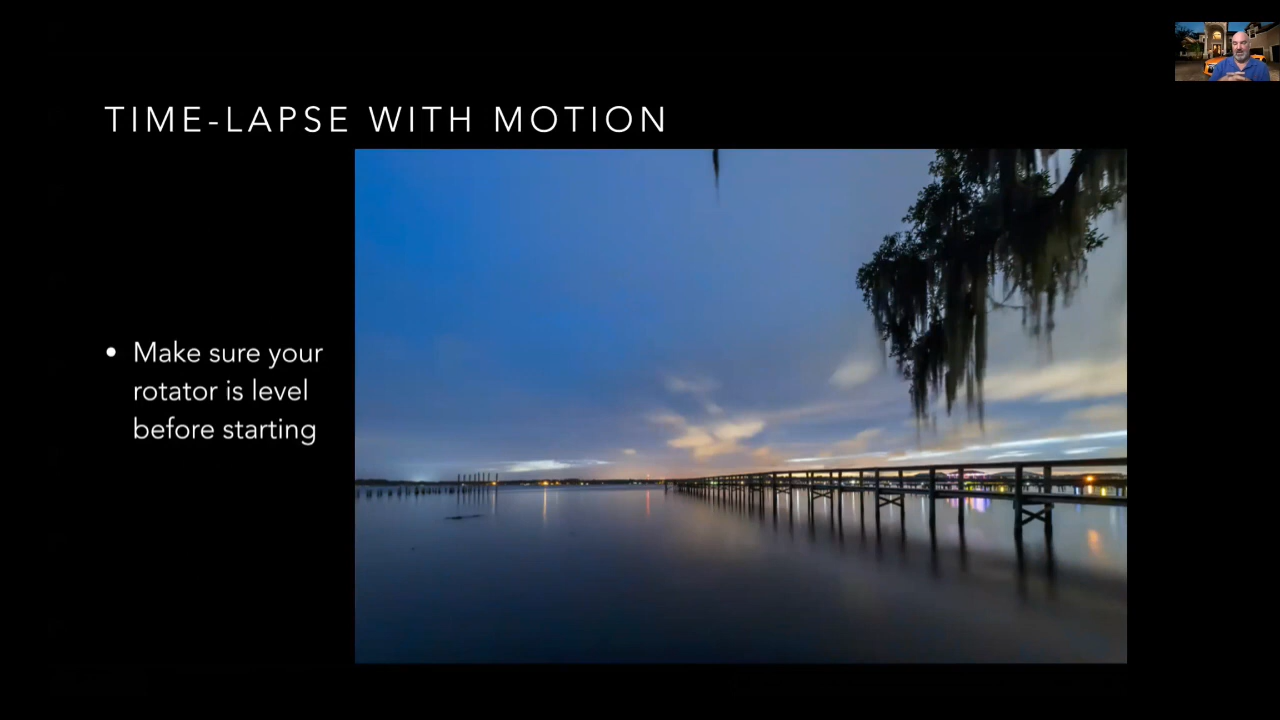 TIME-LAPSE WITH MOTION
• Make sure your
rotator is level
before starting